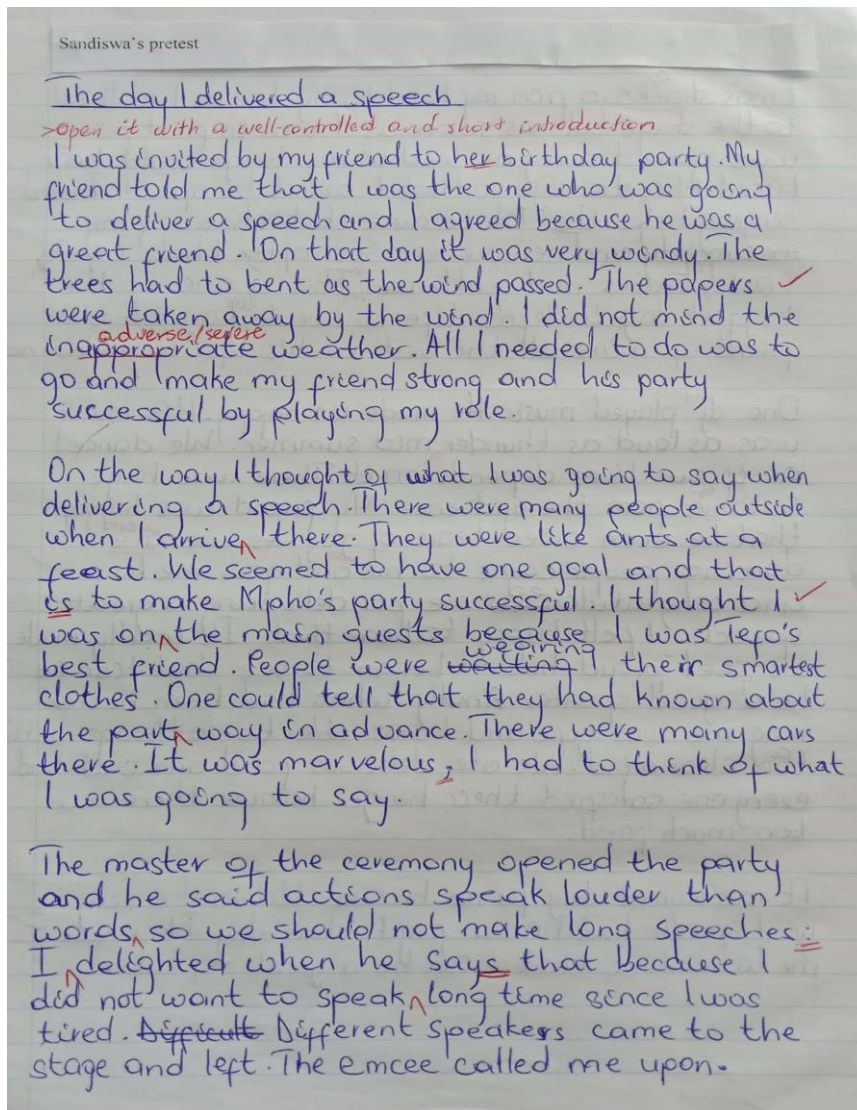 Sandiswa`s pretest
The day I delivered a speech
>open it with a well-controlled and short introduction
I was invited by my friend to her birthday party. My
friend told me that I was the one who was going
to deliver a speech and I agreed because he was a
great friend. On that day it was very windy. The
trees had to bent as the wind passed. The papers ✓
were taken away by the wind. I did not mind the
adverse/severe
inappropriate weather. All I needed to do was to
go and make my friend strong and his party
successful by playing my role.
On the way I thought of what I was going to say when
delivering a speech. There were many people outside
when I arrive there. They were like ants at a
feast. We seemed to have one goal and that
is to make Mpho's party successful. I thought I ✓
was on the main guests because I was Tefo's
wearing
best friend. People were waiting their smartest
clothes. One could tell that they had known about
the part way in advance. There were many cars
there. It was marvelous; I had to think of what
I was going to say.
The master of the ceremony opened the party
and he said actions speak louder than
words, so we should not make long speeches:
I delighted when he says that because I
did not want to speak long time since I was
tired. Difficult Different speakers came to the
stage and left. The emcee called me upon.